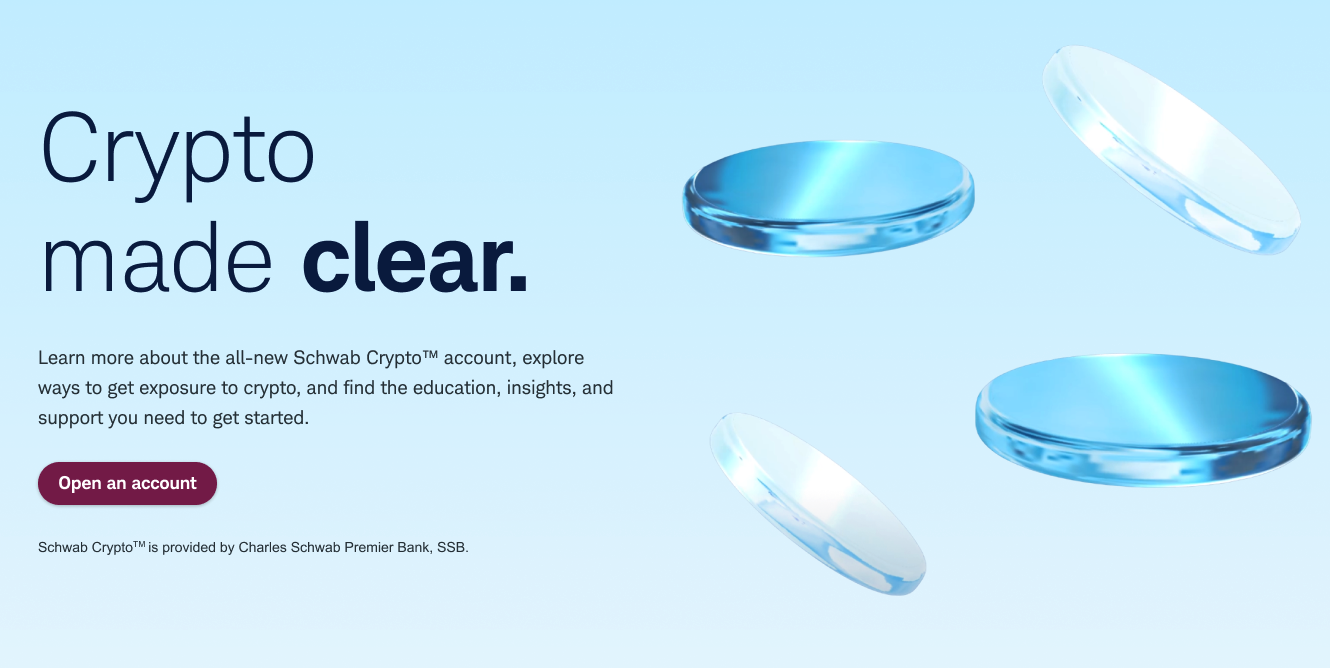 Crypto
made clear.
Learn more about the all-new Schwab Crypto™ account, explore
ways to get exposure to crypto, and find the education, insights, and
support you need to get started.
Open an account
Schwab Crypto™ is provided by Charles Schwab Premier Bank, SSB.